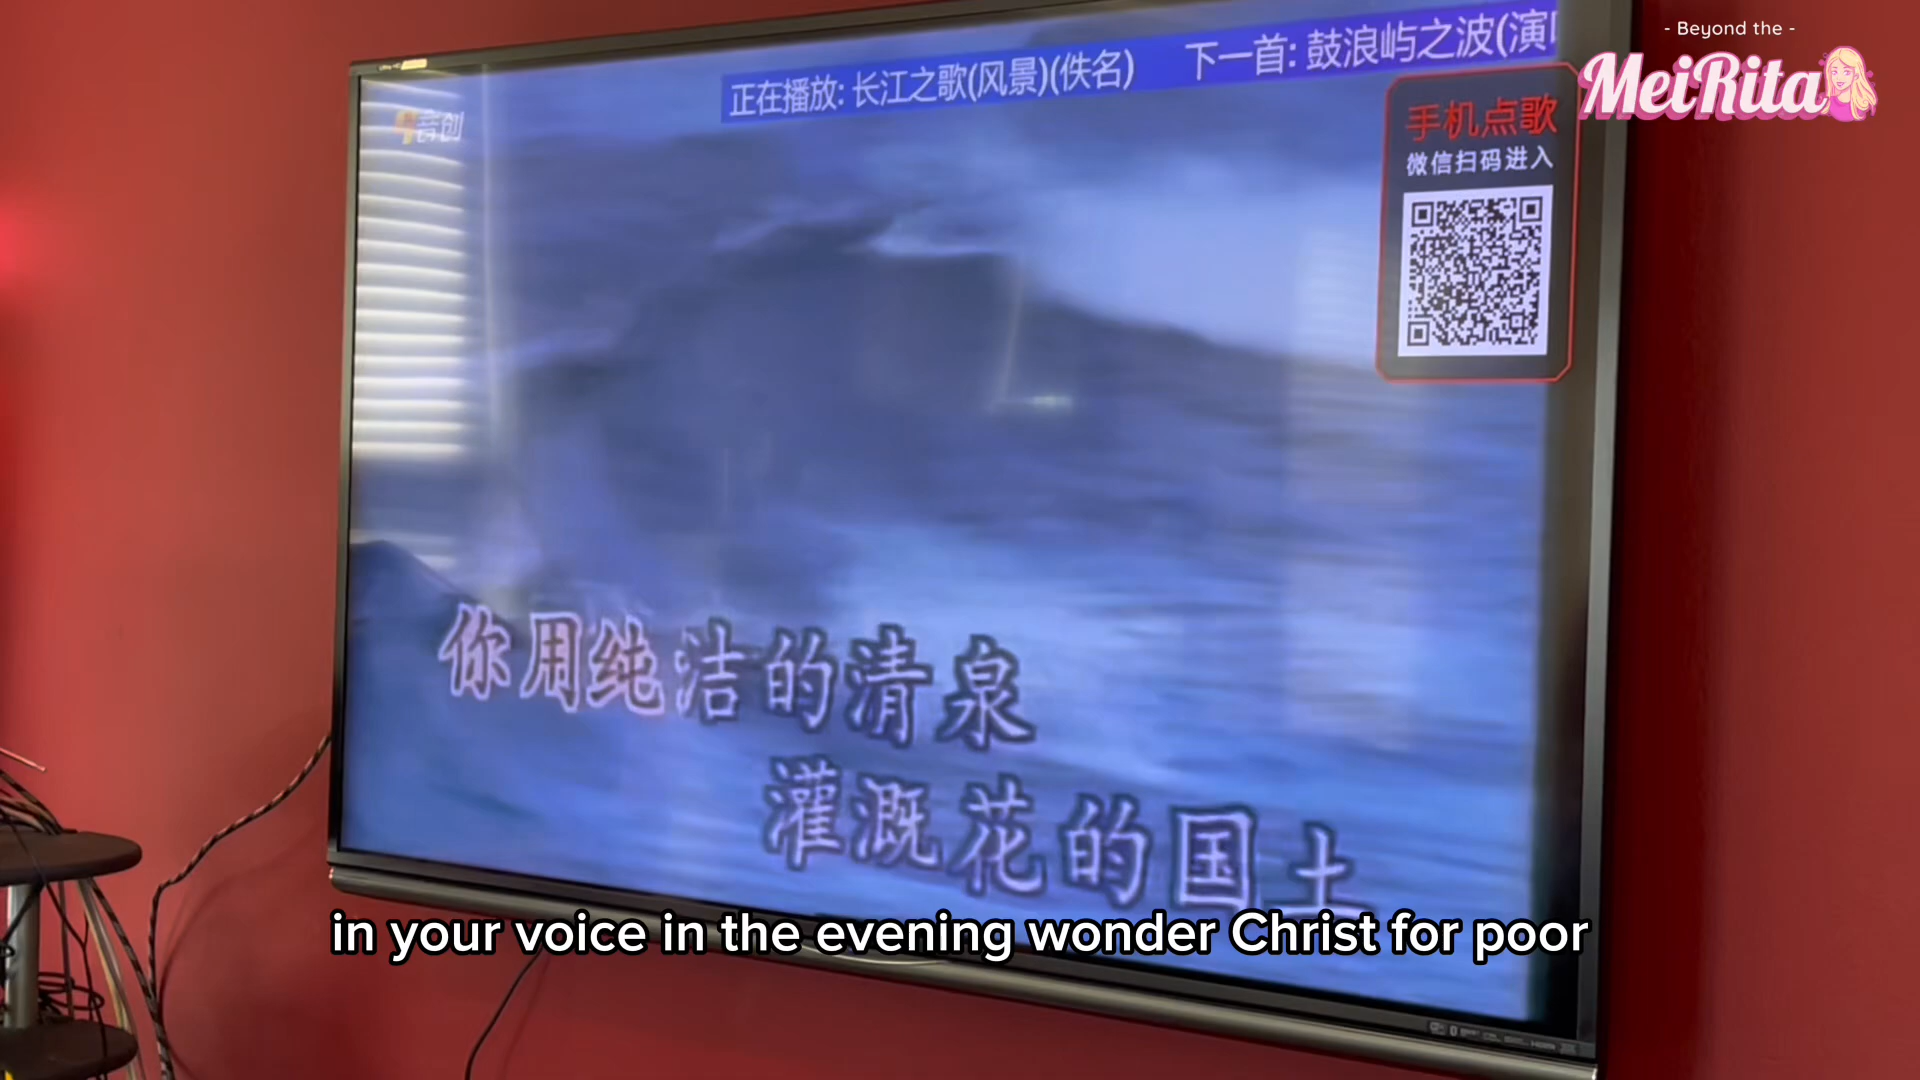 - Beyond the -
MeiRita
正在播放: 长江之歌(风景)(佚名) 下一首: 鼓浪屿之波(演
音创
手机点歌
微信扫码进入
你用纯洁的清泉
灌溉花的国土
in your voice in the evening wonder Christ for poor